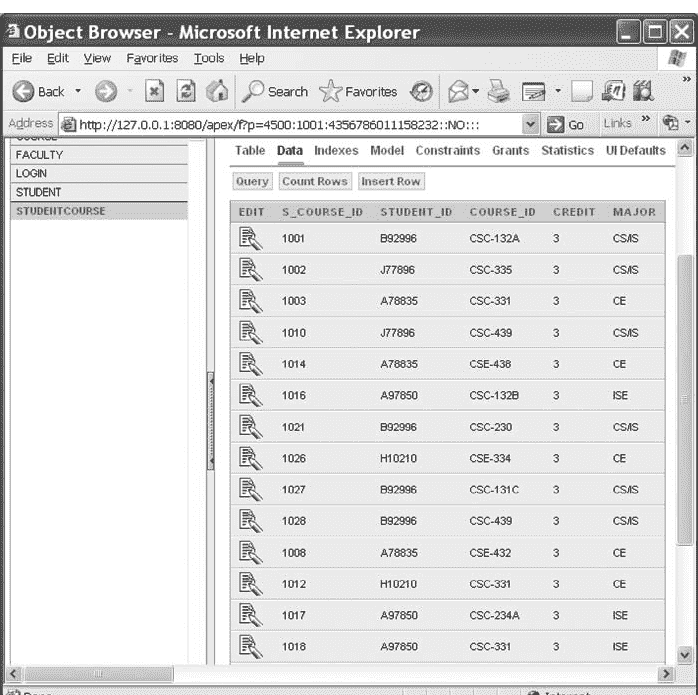 Object Browser - Microsoft Internet Explorer
File Edit View Favorites Tools Help
Back Search Favorites
Address http://127.0.0.1:8080/apex/f?p=4500:1001:4356786011158232::NO::: Go Links
COURSE
FACULTY
LOGIN
STUDENT
STUDENTCOURSE
Table Data Indexes Model Constraints Grants Statistics UI Defaults
Query Count Rows Insert Row
EDIT S_COURSE_ID STUDENT_ID COURSE_ID CREDIT MAJOR
1001 B92996 CSC-132A 3 CS/IS
1002 J77896 CSC-335 3 CS/IS
1003 A78835 CSC-331 3 CE
1010 J77896 CSC-439 3 CS/IS
1014 A78835 CSE-438 3 CE
1016 A97850 CSC-132B 3 ISE
1021 B92996 CSC-230 3 CS/IS
1026 H10210 CSE-334 3 CE
1027 B92996 CSC-131C 3 CS/IS
1028 B92996 CSC-439 3 CS/IS
1008 A78835 CSE-432 3 CE
1012 H10210 CSC-331 3 CE
1017 A97850 CSC-234A 3 ISE
1018 A97850 CSC-331 3 ISE
Done Internet